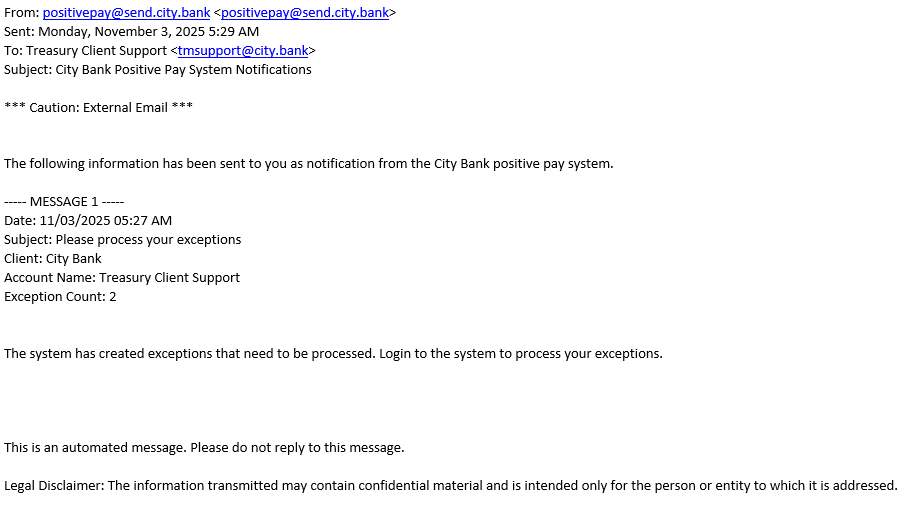 From: positivepay@send.city.bank <positivepay@send.city.bank>
Sent: Monday, November 3, 2025 5:29 AM
To: Treasury Client Support <tmsupport@city.bank>
Subject: City Bank Positive Pay System Notifications
*** Caution: External Email ***
The following information has been sent to you as notification from the City Bank positive pay system.
----- MESSAGE 1 -----
Date: 11/03/2025 05:27 AM
Subject: Please process your exceptions
Client: City Bank
Account Name: Treasury Client Support
Exception Count: 2
The system has created exceptions that need to be processed. Login to the system to process your exceptions.
This is an automated message. Please do not reply to this message.
Legal Disclaimer: The information transmitted may contain confidential material and is intended only for the person or entity to which it is addressed.